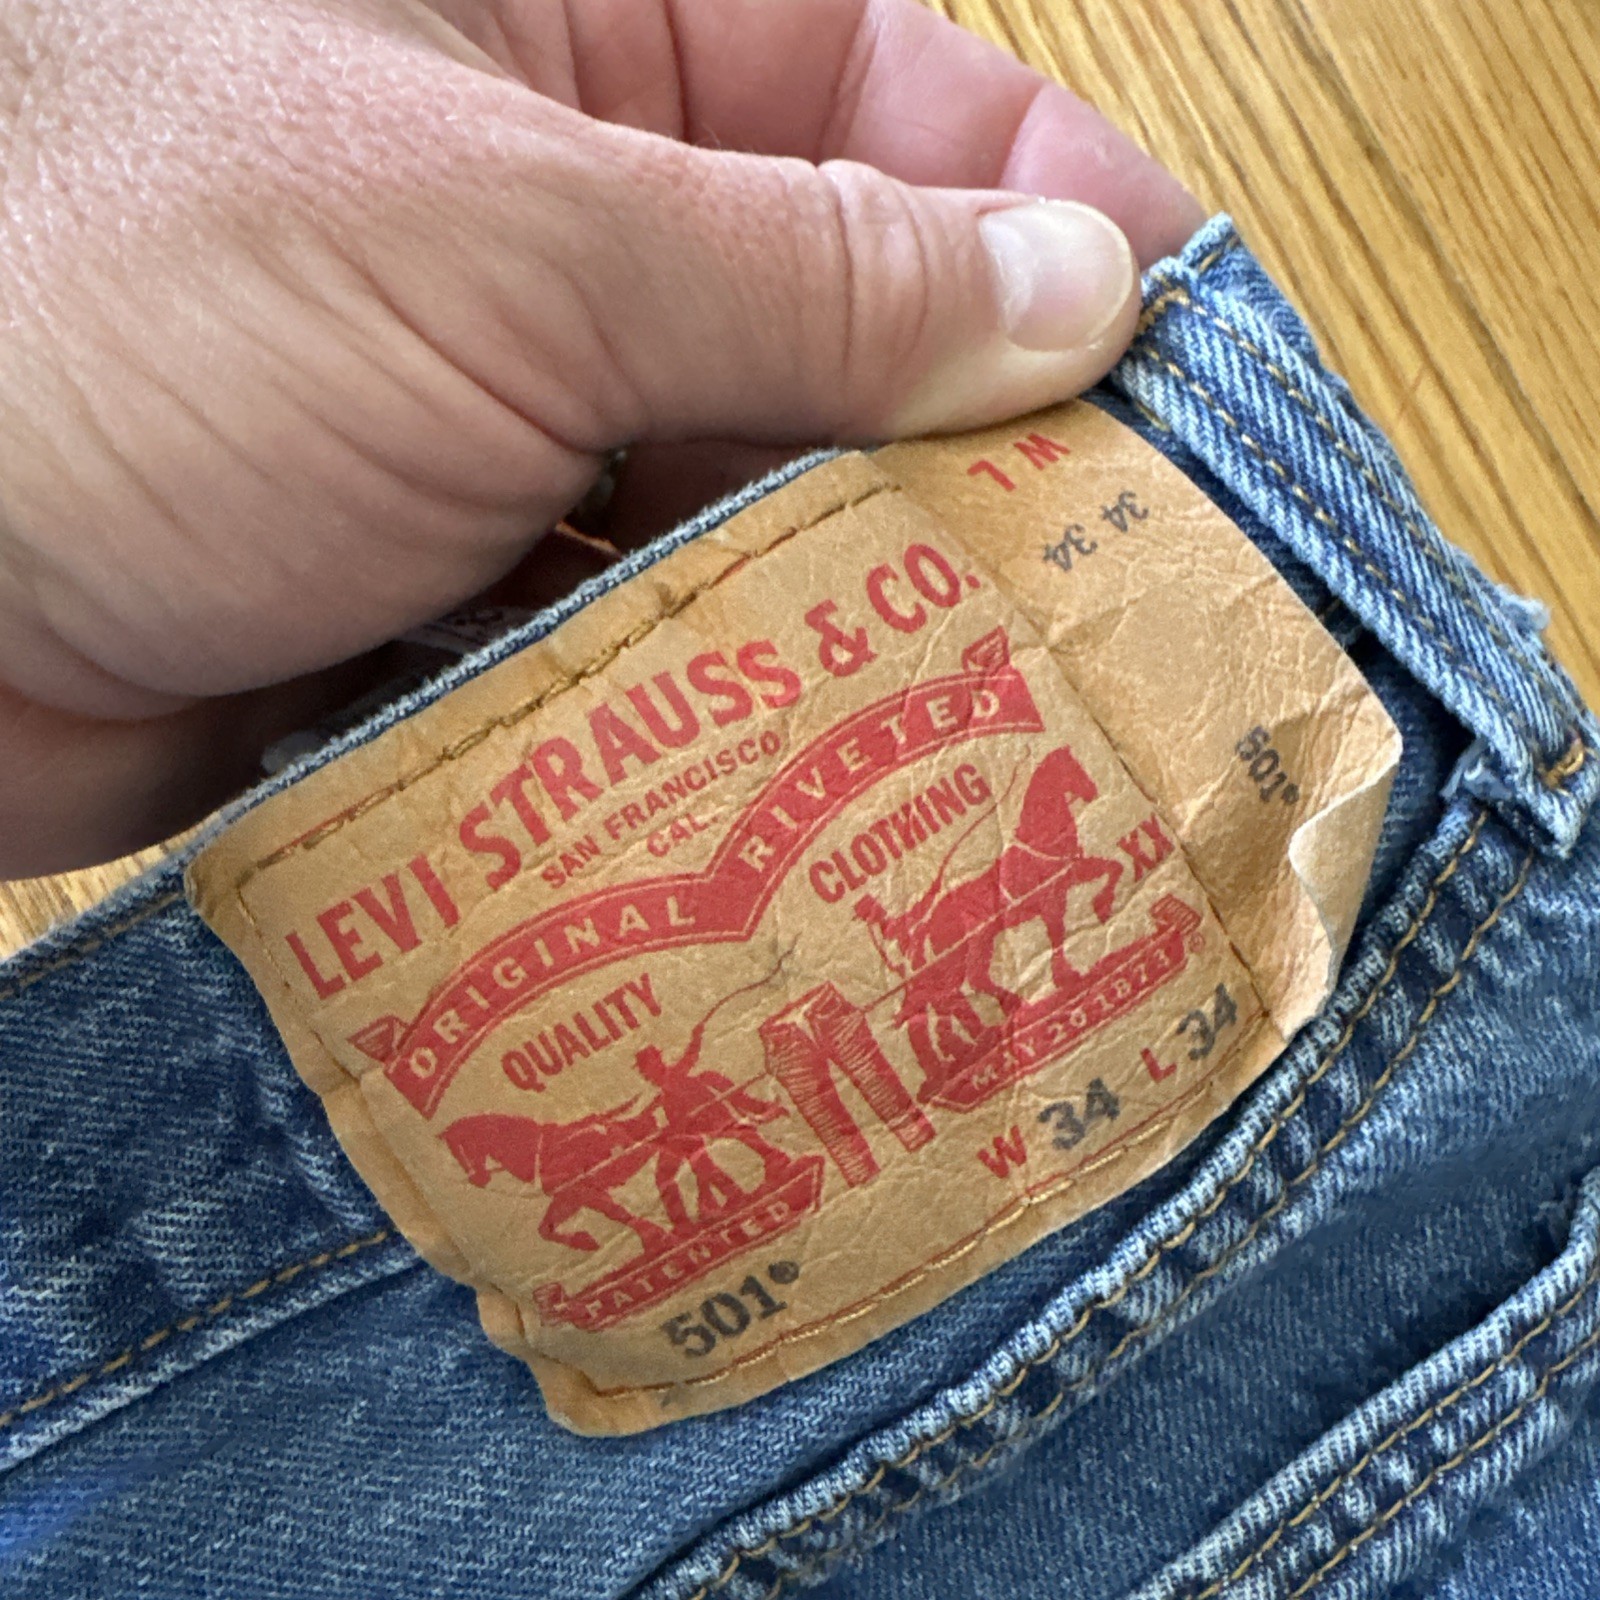 LEVI STRAUSS & CO.
SAN FRANCISCO
CAL.
ORIGINAL RIVETED
QUALITY CLOTHING
XX
PATENTED
MAY 20 1873
®
W 34 L 34
501®
W L
34 34
501®